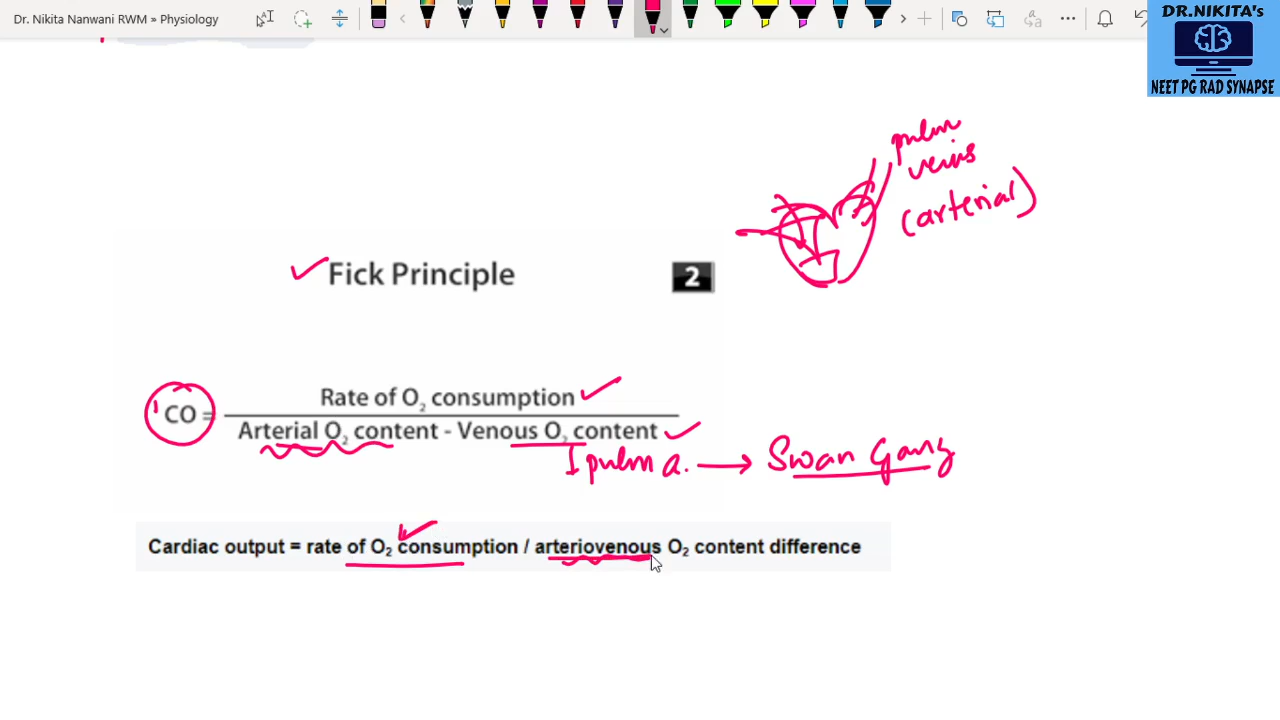 Dr. Nikita Nanwani RWM » Physiology
DR.NIKITA's
NEET PG RAD SYNAPSE
pulm
veins
(arterial)
Fick Principle
2
CO =
Rate of O₂ consumption
Arterial O₂ content - Venous O₂ content
pulm a. → Swan Ganz
Cardiac output = rate of O₂ consumption / arteriovenous O₂ content difference